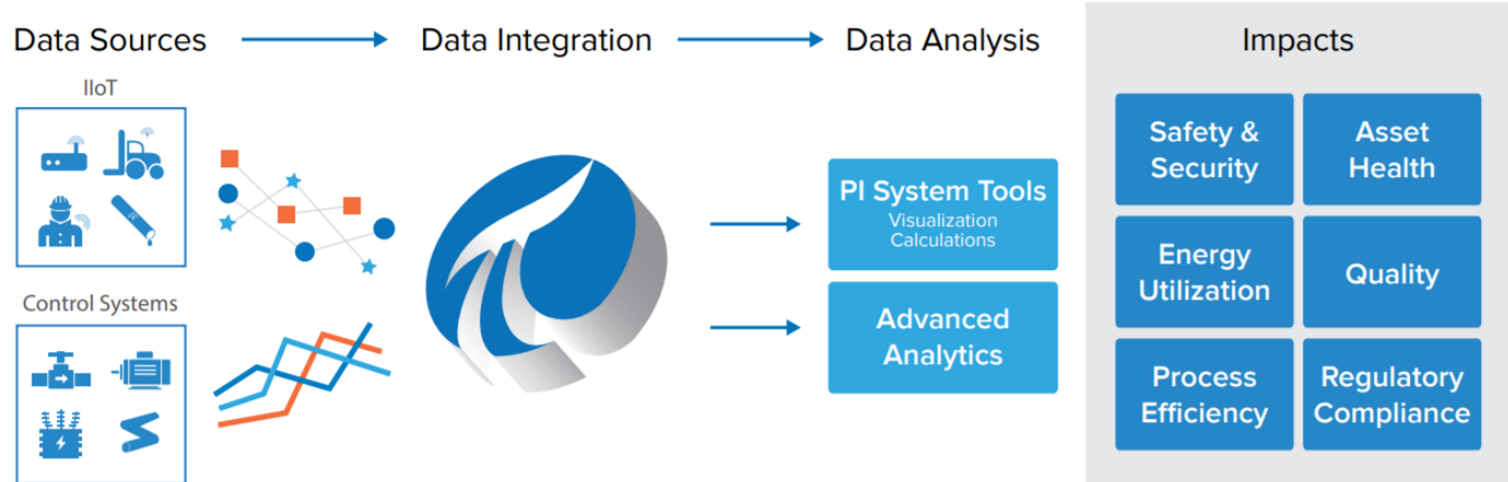 Data Sources
Data Integration
Data Analysis
Impacts
IIoT
Control Systems
PI System Tools
Visualization
Calculations
Advanced
Analytics
Safety &
Security
Asset
Health
Energy
Utilization
Quality
Process
Efficiency
Regulatory
Compliance